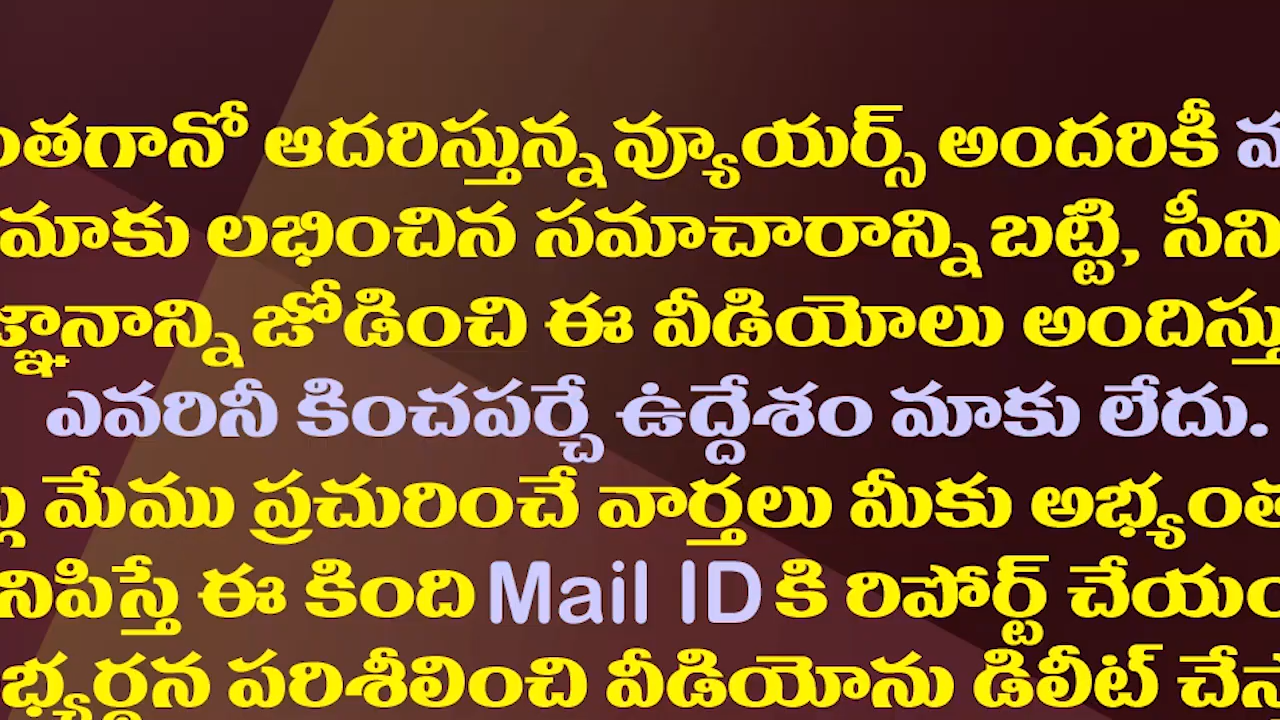 ంతగానో ఆదరిస్తున్న వ్యూయర్స్ అందరికీ
మాకు లభించిన సమాచారాన్ని బట్టి, సీని
జ్ఞానాన్ని జోడించి ఈ వీడియోలు అందిస్తు
ఎవరినీ కించపర్చే ఉద్దేశం మాకు లేదు.
మేము ప్రచురించే వార్తలు మీకు అభ్యంత
నిపిస్తే ఈ కింది Mail ID కి రిపోర్ట్ చేయం
భ్యర్థన పరిశీలించి వీడియోను డిలీట్ చేస